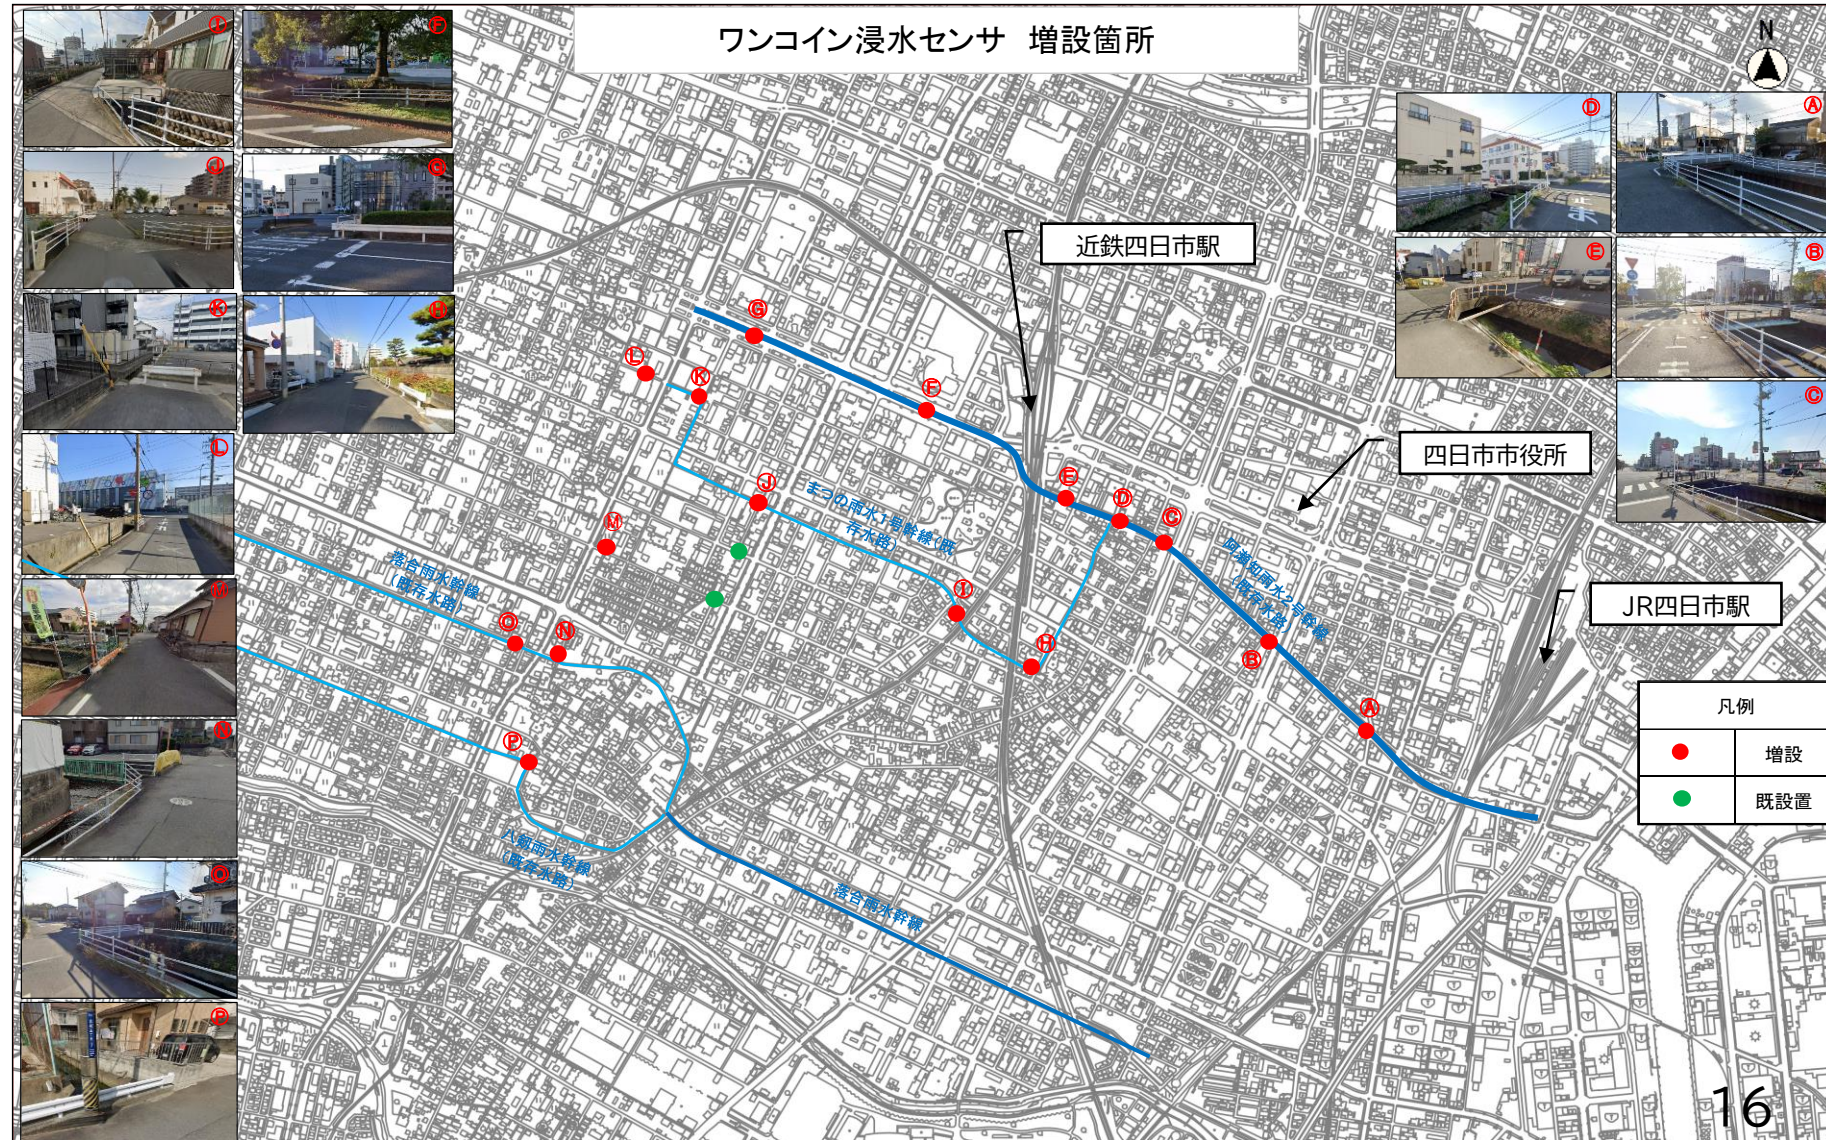 ワンコイン浸水センサ 増設箇所
N
Ⓘ
Ⓕ
Ⓙ
Ⓖ
Ⓚ
Ⓗ
Ⓛ
Ⓜ
Ⓝ
Ⓞ
Ⓟ
Ⓓ
Ⓐ
Ⓔ
Ⓑ
Ⓒ
近鉄四日市駅
四日市市役所
JR四日市駅
Ⓖ
Ⓛ
Ⓚ
Ⓕ
Ⓙ
Ⓔ
Ⓓ
Ⓒ
Ⓜ
Ⓘ
Ⓞ
Ⓝ
Ⓗ
Ⓑ
Ⓐ
Ⓟ
まつの雨水1号幹線(既
存水路)
阿瀬知雨水2号幹線
(既存水路)
落合雨水幹線
(既存水路)
八剱雨水幹線
(既存水路)
落合雨水幹線
凡例
増設
既設置
16